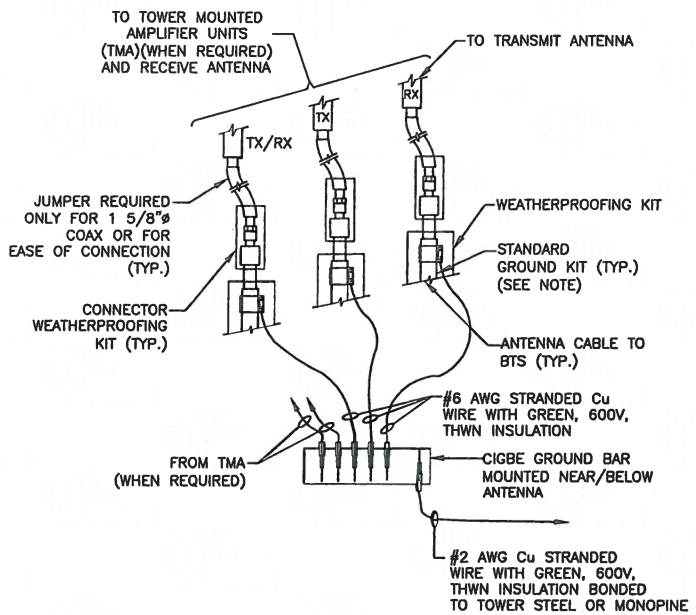 TO TOWER MOUNTED
AMPLIFIER UNITS
(TMA)(WHEN REQUIRED)
AND RECEIVE ANTENNA
TO TRANSMIT ANTENNA
RX
TX
TX/RX
JUMPER REQUIRED
ONLY FOR 1 5/8"ø
COAX OR FOR
EASE OF CONNECTION
(TYP.)
WEATHERPROOFING KIT
STANDARD
GROUND KIT (TYP.)
(SEE NOTE)
CONNECTOR
WEATHERPROOFING
KIT (TYP.)
ANTENNA CABLE TO
BTS (TYP.)
#6 AWG STRANDED Cu
WIRE WITH GREEN, 600V,
THWN INSULATION
FROM TMA
(WHEN REQUIRED)
CIGBE GROUND BAR
MOUNTED NEAR/BELOW
ANTENNA
#2 AWG Cu STRANDED
WIRE WITH GREEN, 600V,
THWN INSULATION BONDED
TO TOWER STEEL OR MONOPINE